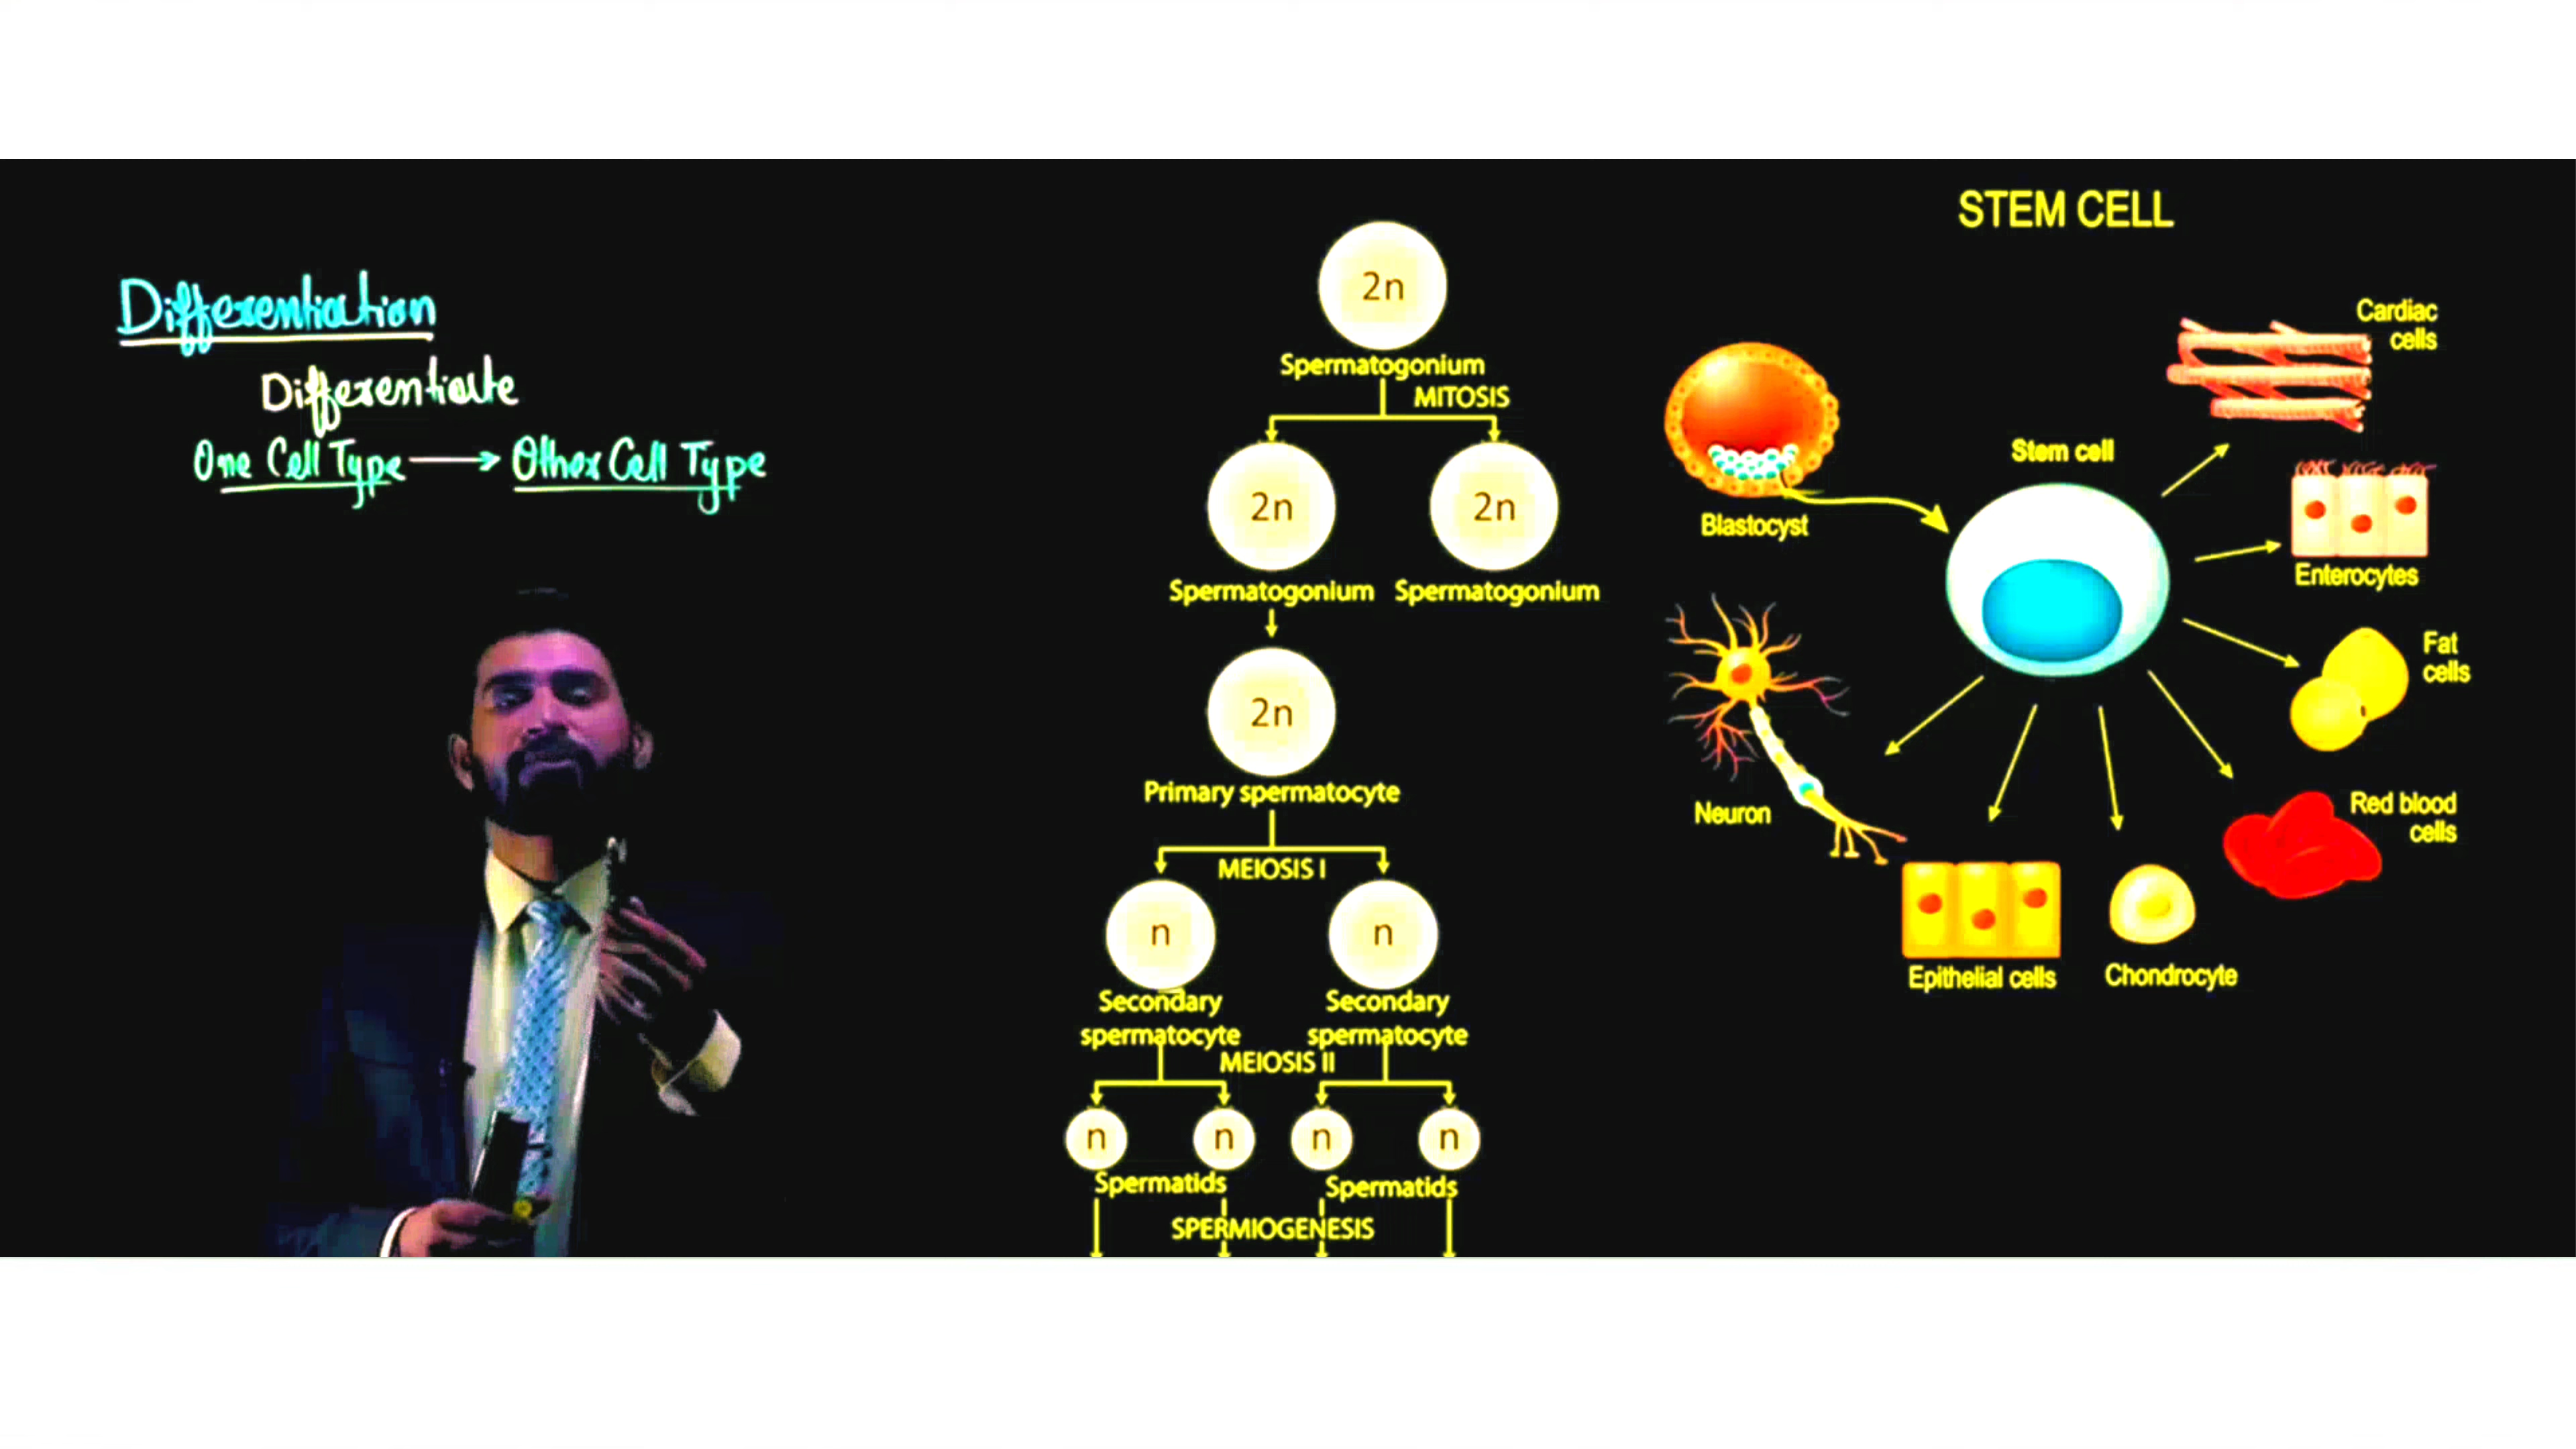 Differentiation
Differentiate
One Cell Type → Other Cell Type
2n
Spermatogonium
MITOSIS
2n 2n
Spermatogonium Spermatogonium
2n
Primary spermatocyte
MEIOSIS I
n n
Secondary spermatocyte
Secondary spermatocyte
MEIOSIS II
n n n n
Spermatids Spermatids
SPERMIOGENESIS
STEM CELL
Cardiac
cells
Stem cell
Blastocyst
Enterocytes
Fat
cells
Neuron
Red blood
cells
Epithelial cells
Chondrocyte